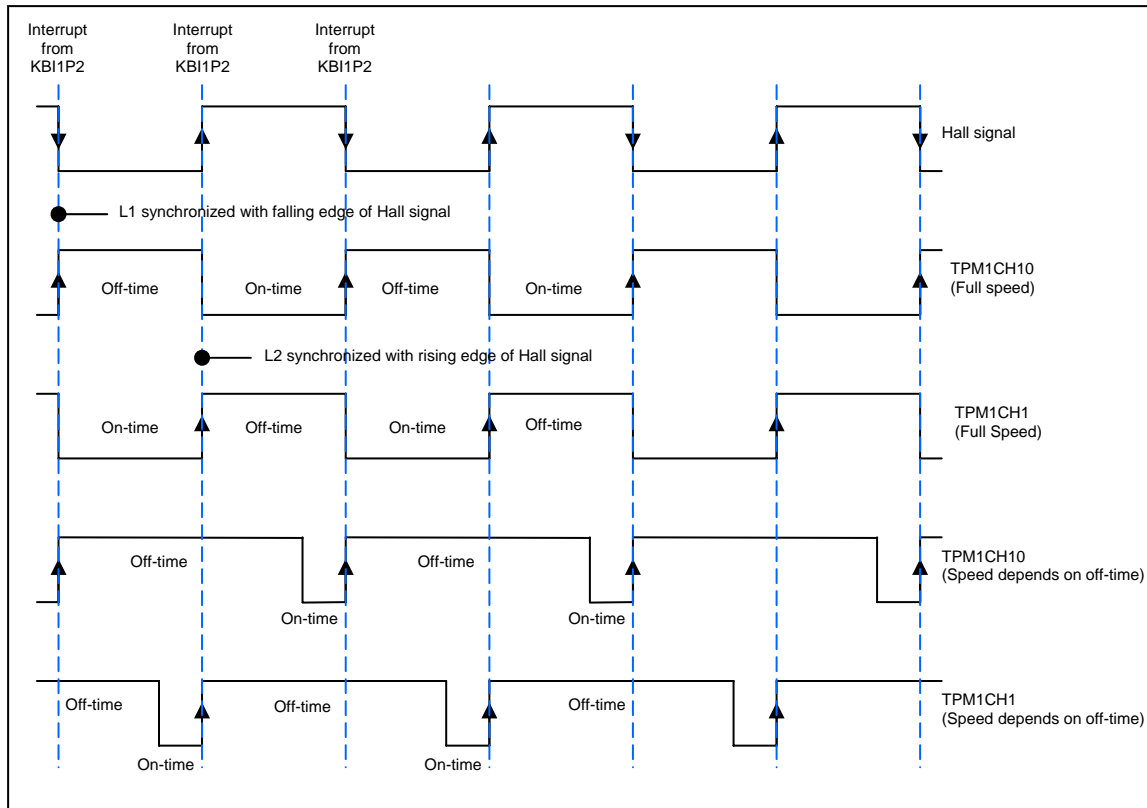 Interrupt
from
KBI1P2
Interrupt
from
KBI1P2
Interrupt
from
KBI1P2
Hall signal
L1 synchronized with falling edge of Hall signal
TPM1CH10
(Full speed)
Off-time
On-time
Off-time
On-time
L2 synchronized with rising edge of Hall signal
TPM1CH1
(Full Speed)
On-time
Off-time
On-time
Off-time
TPM1CH10
(Speed depends on off-time)
Off-time
Off-time
On-time
On-time
TPM1CH1
(Speed depends on off-time)
Off-time
Off-time
Off-time
On-time
On-time